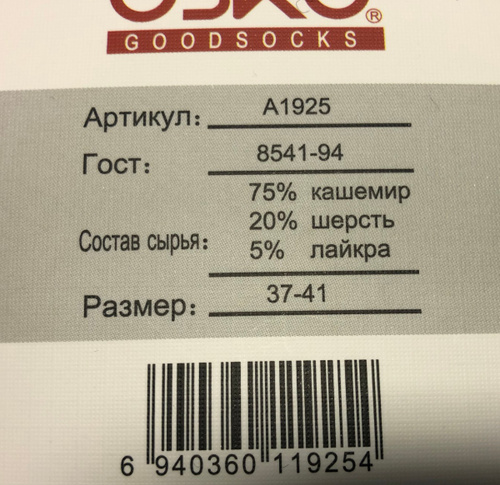 GOODSOCKS
Артикул: А1925
Гост: 8541-94
Состав сырья: 75% кашемир
20% шерсть
5% лайкра
Размер: 37-41
6 940360 119254